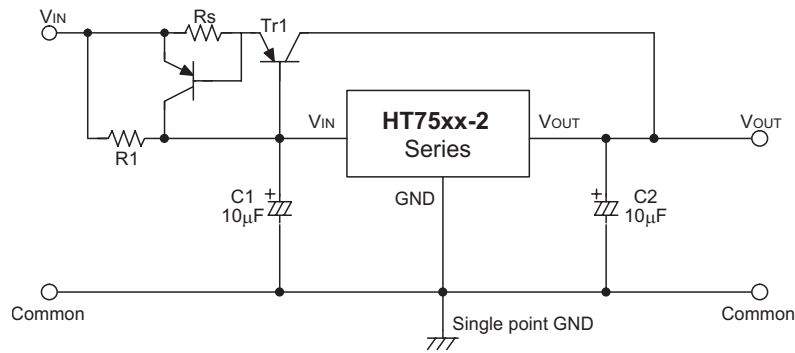 VIN
Rs
Tr1
R1
VIN
HT75xx-2
Series
VOUT
VOUT
GND
C1
10μF
C2
10μF
+
+
Common
Single point GND
Common